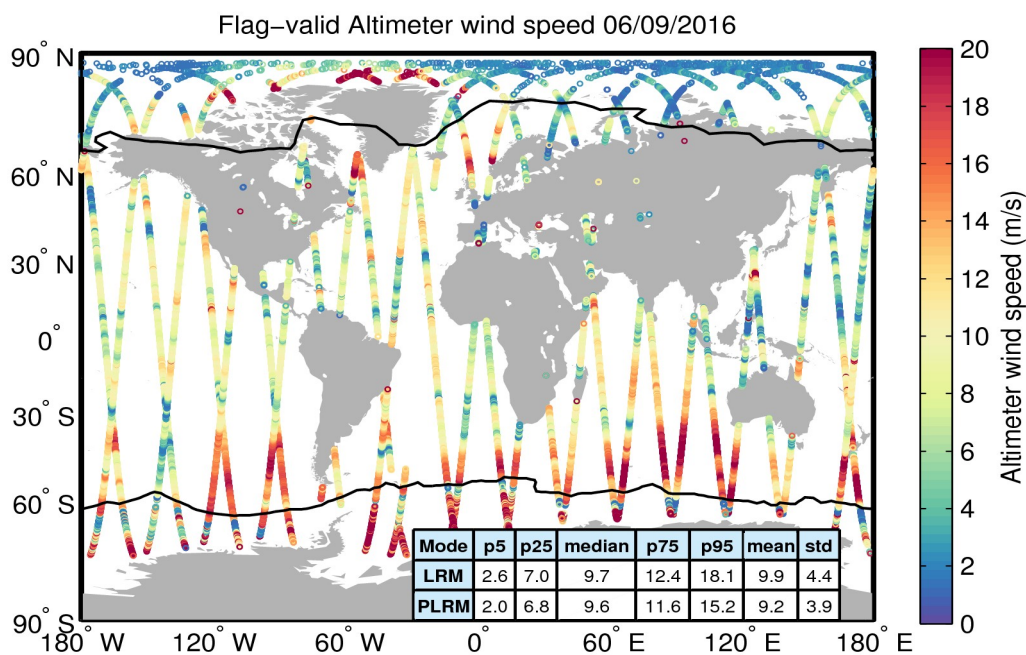 Flag−valid Altimeter wind speed 06/09/2016
90° N
60° N
30° N
0°
30° S
60° S
90° S
180° W
120° W
60° W
0°
60° E
120° E
180° E
Mode p5 p25 median p75 p95 mean std
LRM 2.6 7.0 9.7 12.4 18.1 9.9 4.4
PLRM 2.0 6.8 9.6 11.6 15.2 9.2 3.9
20
18
16
14
12
10
8
6
4
2
0
Altimeter wind speed (m/s)